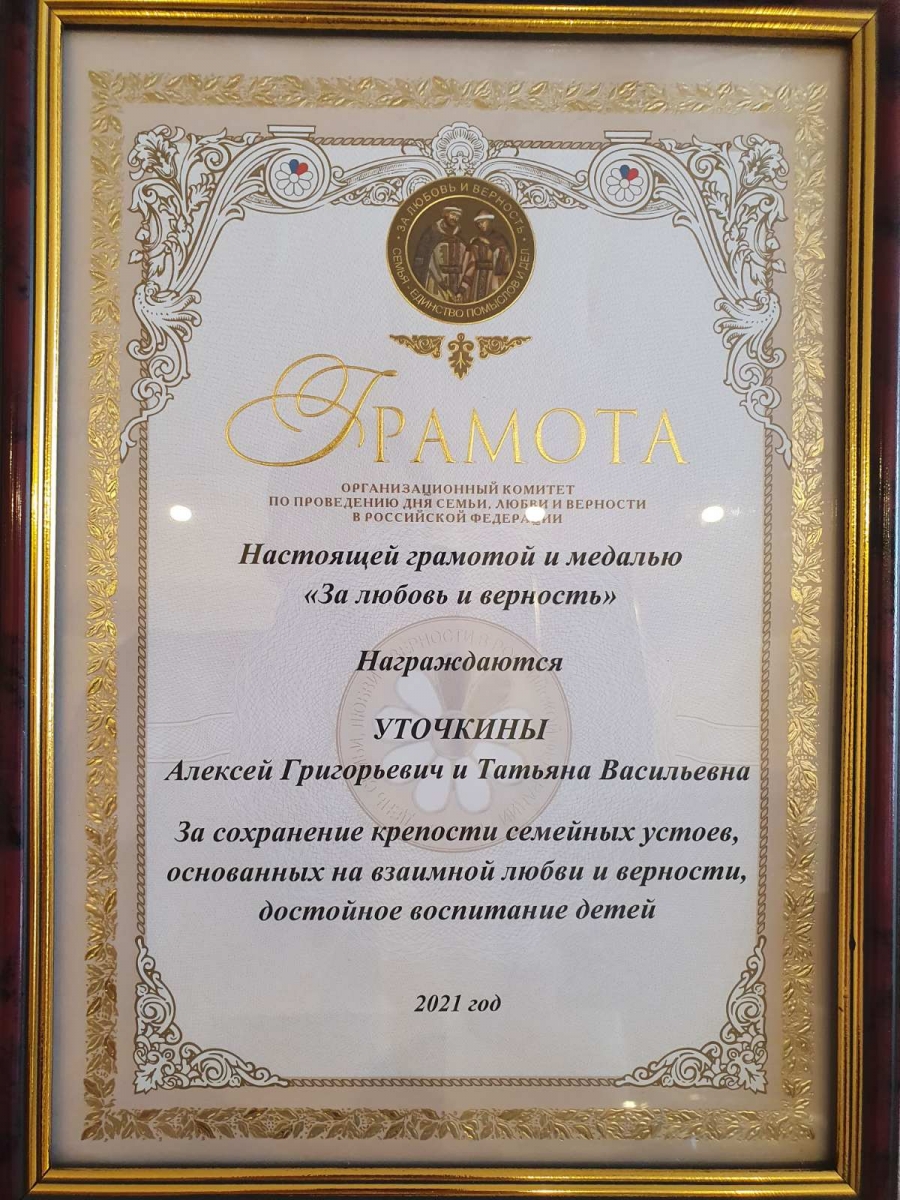 ЗА ЛЮБОВЬ И ВЕРНОСТЬ
СЕМЬЯ - ЕДИНСТВО ПОМЫСЛОВ И ДЕЛ
ГРАМОТА
ОРГАНИЗАЦИОННЫЙ КОМИТЕТ
ПО ПРОВЕДЕНИЮ ДНЯ СЕМЬИ, ЛЮБВИ И ВЕРНОСТИ
В РОССИЙСКОЙ ФЕДЕРАЦИИ
Настоящей грамотой и медалью
«За любовь и верность»
Награждаются
УТОЧКИНЫ
Алексей Григорьевич и Татьяна Васильевна
За сохранение крепости семейных устоев,
основанных на взаимной любви и верности,
достойное воспитание детей
2021 год